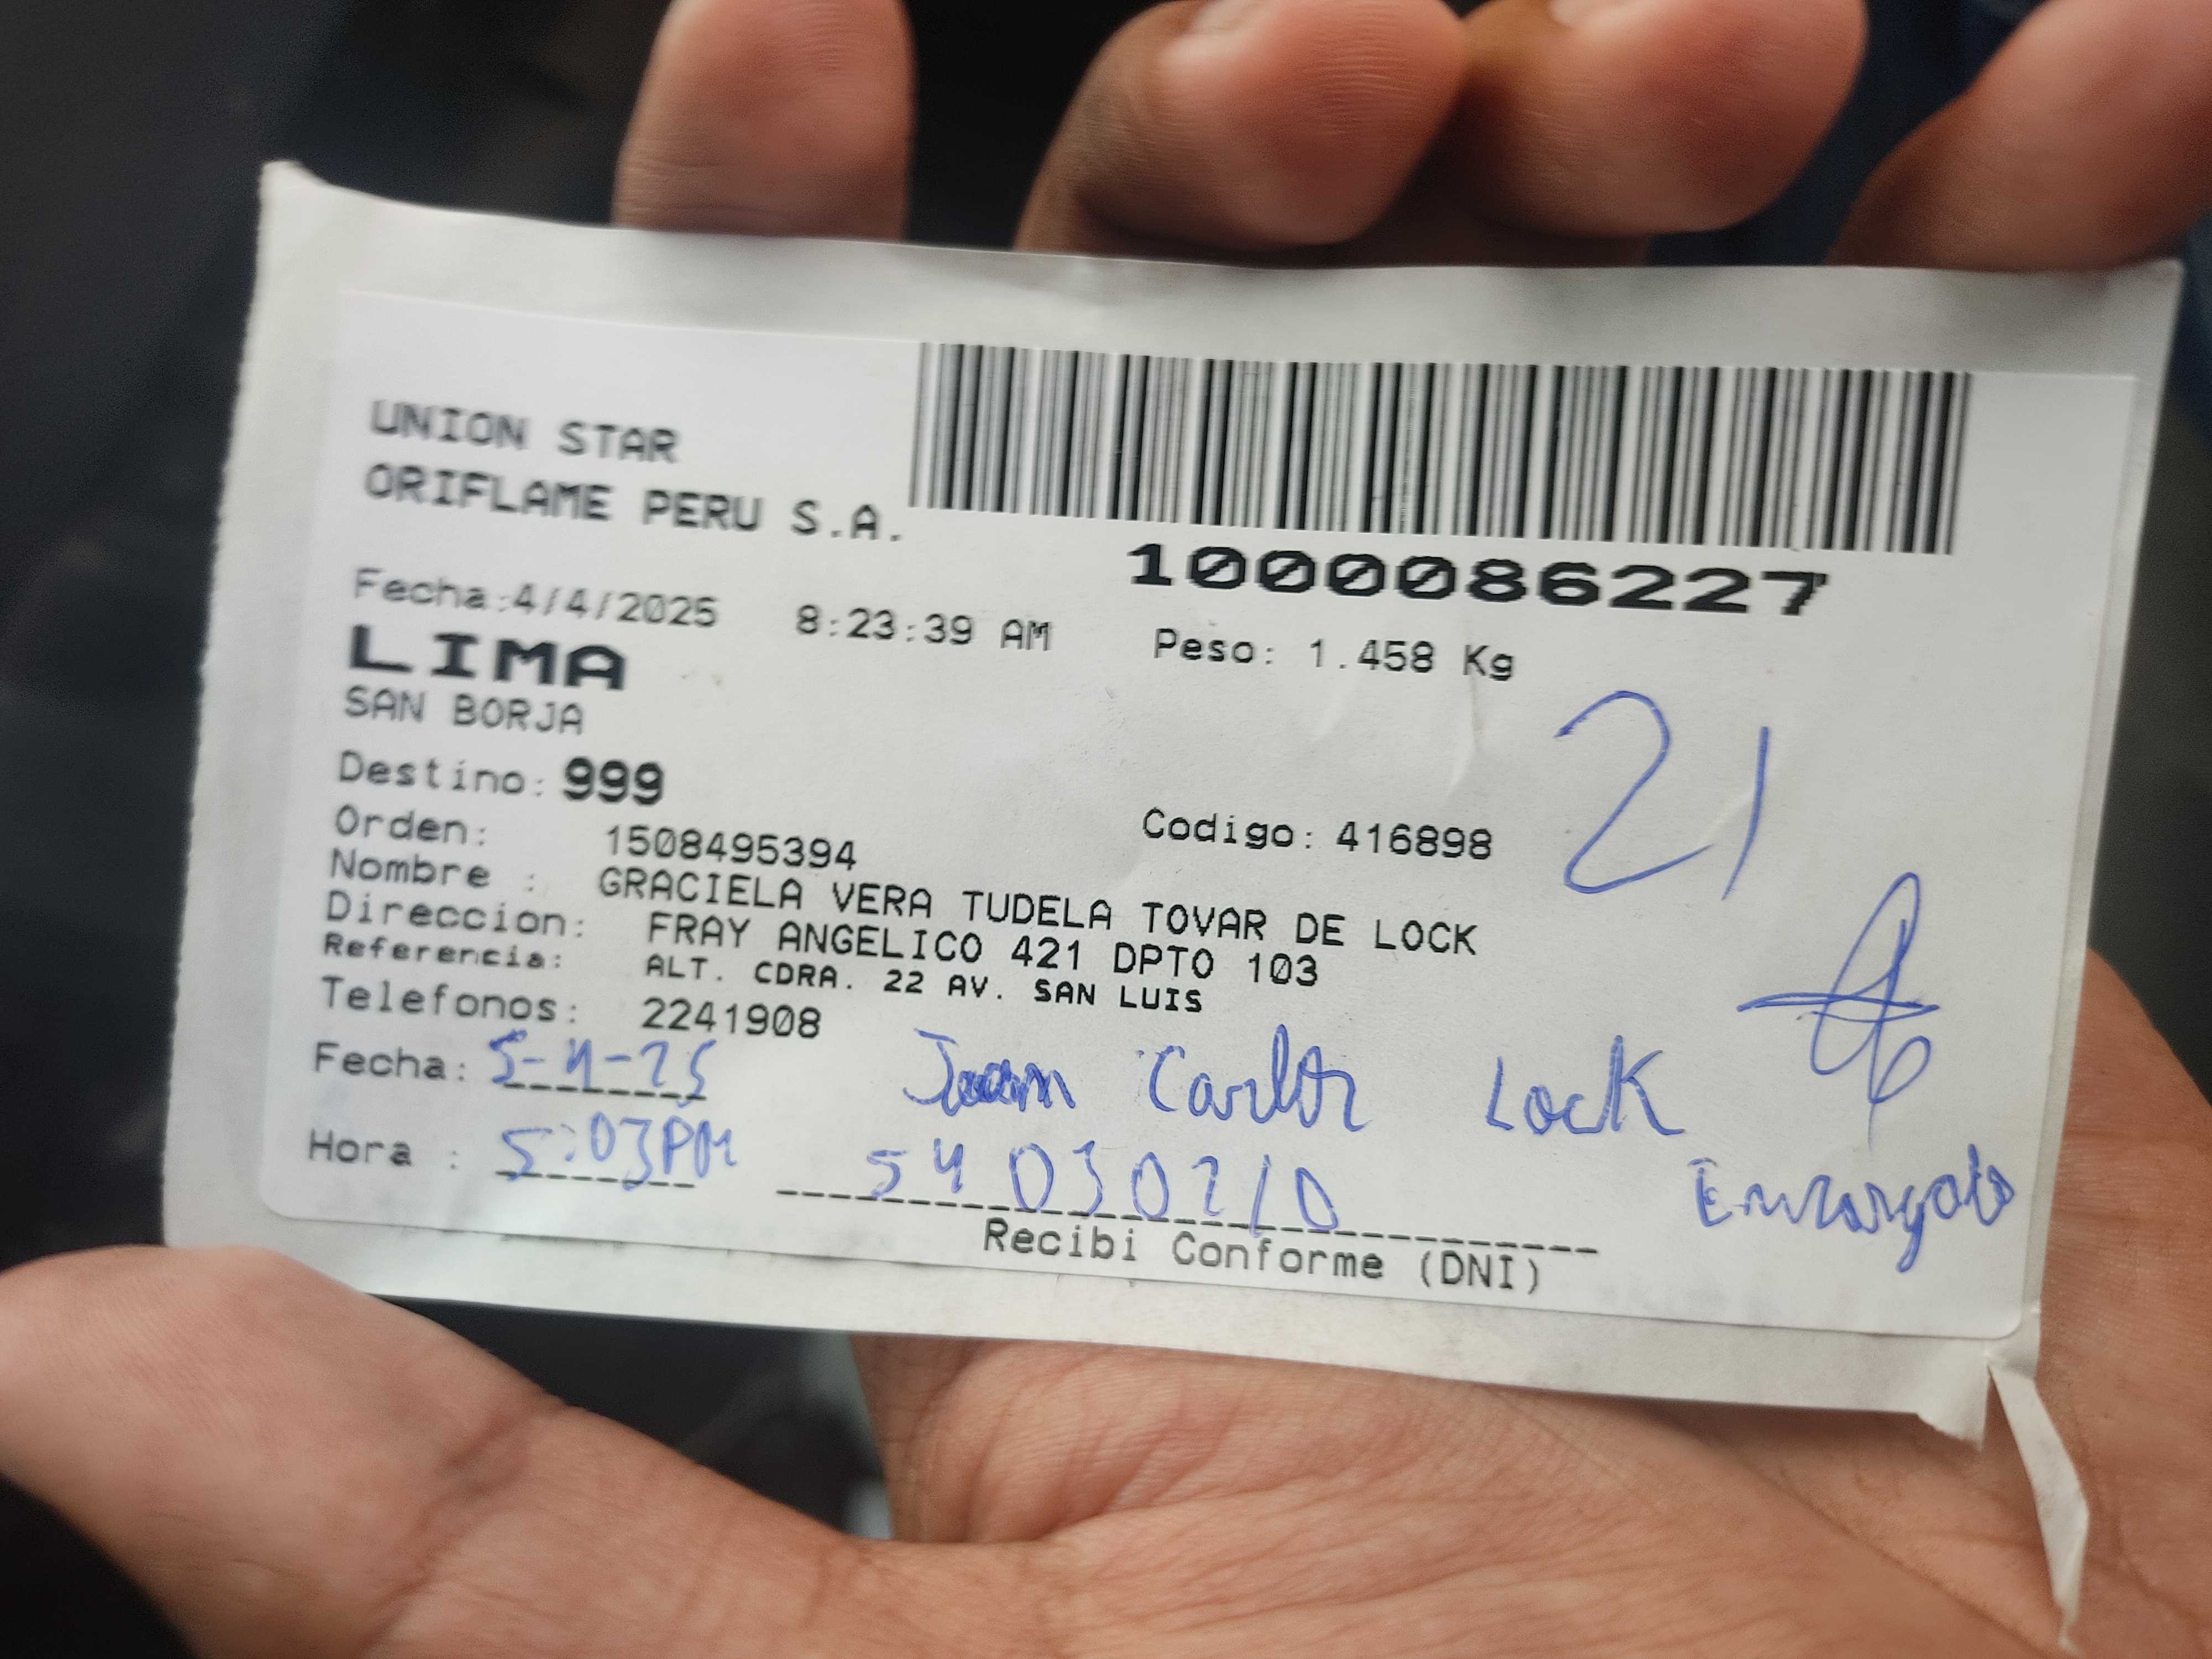 UNION STAR
ORIFLAME PERU S.A.
1000086227
Fecha:4/4/2025 8:23:39 AM Peso: 1.458 Kg
LIMA
SAN BORJA
21
Destino: 999
Orden: 1508495394 Codigo: 416898
Nombre : GRACIELA VERA TUDELA TOVAR DE LOCK
Direccion: FRAY ANGELICO 421 DPTO 103
Referencia: ALT. CDRA. 22 AV. SAN LUIS
Telefonos: 2241908
Fecha: 5-4-25 Juan Carlos Lock
Hora : 5:03PM
Recibi Conforme (DNI)